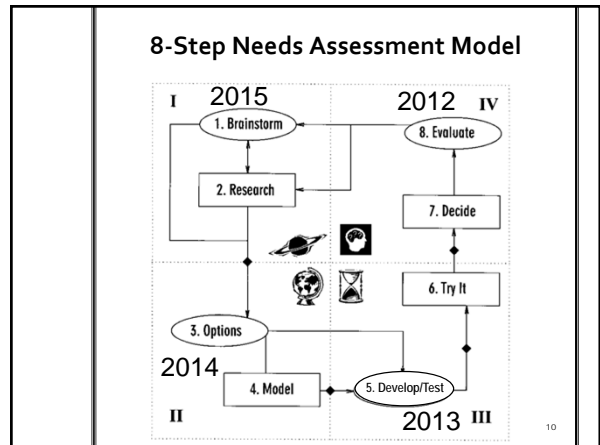 8-Step Needs Assessment Model
I
2015
2012
IV
1. Brainstorm
8. Evaluate
2. Research
7. Decide
6. Try It
3. Options
2014
4. Model
5. Develop/Test
II
2013
III
10